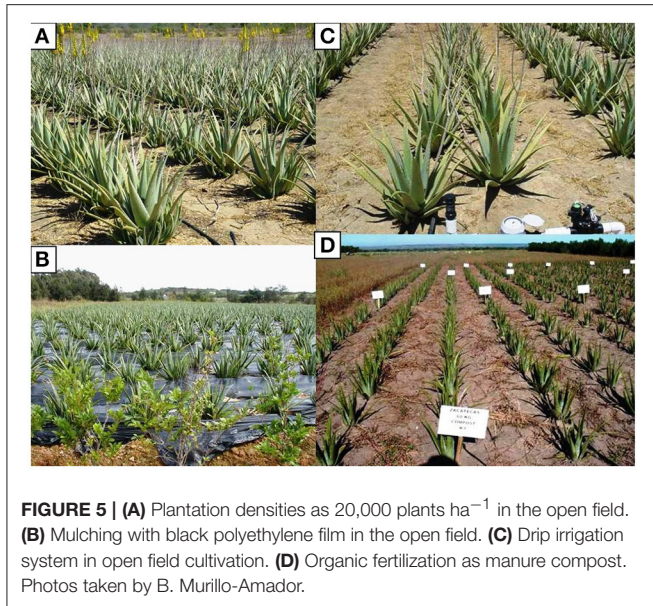 A
C
B
D
ZACATECAS
COMPOST
FIGURE 5 | (A) Plantation densities as 20,000 plants ha−1 in the open field.
(B) Mulching with black polyethylene film in the open field. (C) Drip irrigation
system in open field cultivation. (D) Organic fertilization as manure compost.
Photos taken by B. Murillo-Amador.